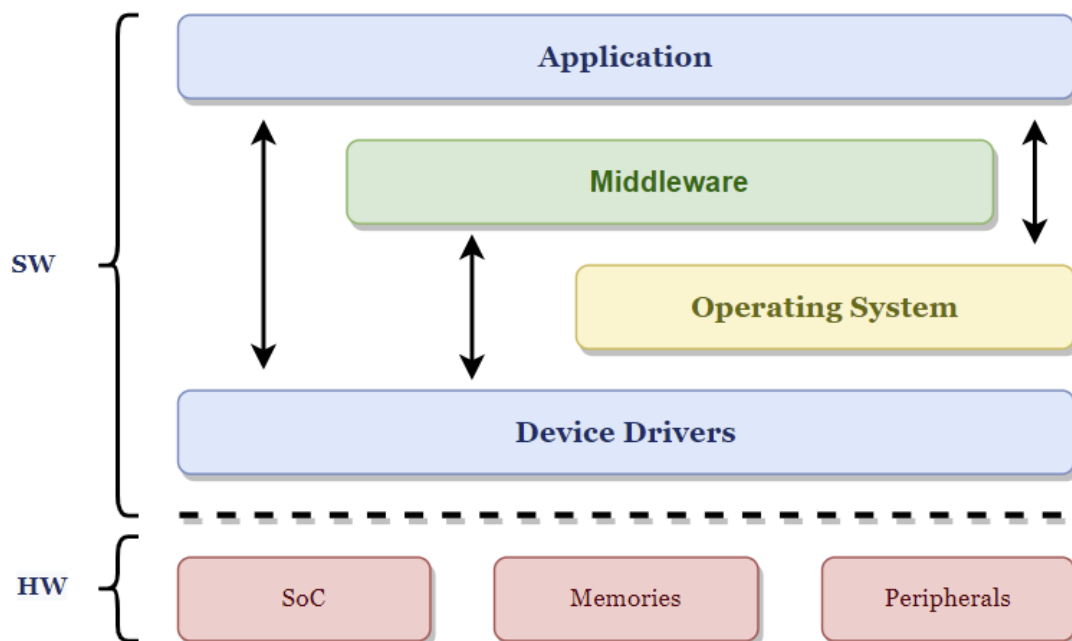 Application
Middleware
SW
Operating System
Device Drivers
HW
SoC
Memories
Peripherals